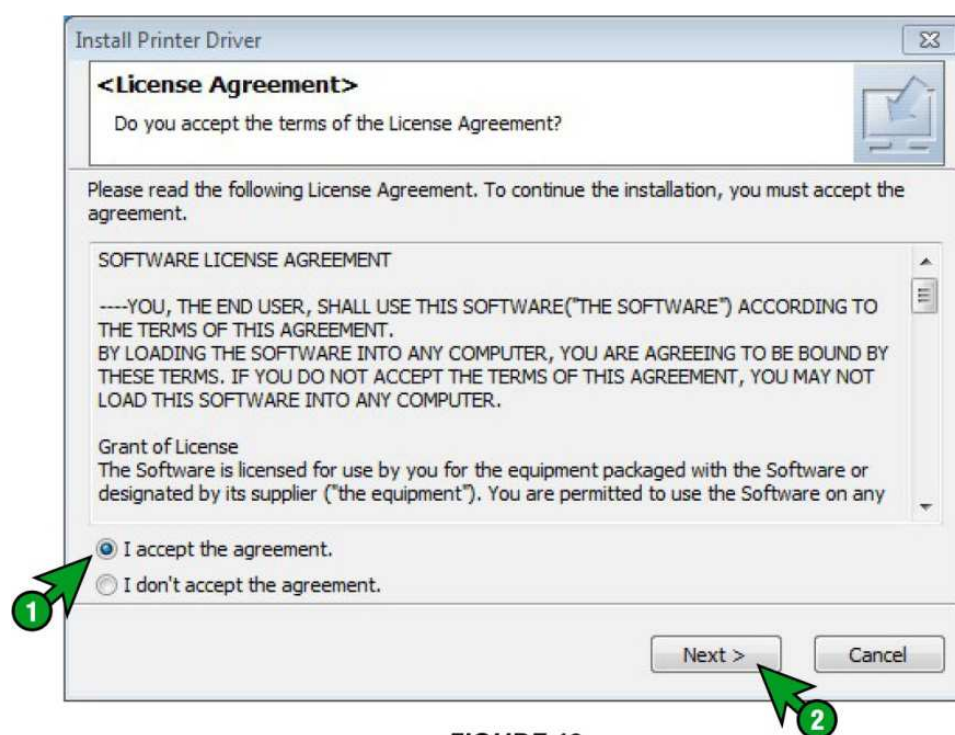 Install Printer Driver
<License Agreement>
Do you accept the terms of the License Agreement?
Please read the following License Agreement. To continue the installation, you must accept the
agreement.
SOFTWARE LICENSE AGREEMENT
----YOU, THE END USER, SHALL USE THIS SOFTWARE("THE SOFTWARE") ACCORDING TO
THE TERMS OF THIS AGREEMENT.
BY LOADING THE SOFTWARE INTO ANY COMPUTER, YOU ARE AGREEING TO BE BOUND BY
THESE TERMS. IF YOU DO NOT ACCEPT THE TERMS OF THIS AGREEMENT, YOU MAY NOT
LOAD THIS SOFTWARE INTO ANY COMPUTER.
Grant of License
The Software is licensed for use by you for the equipment packaged with the Software or
designated by its supplier ("the equipment"). You are permitted to use the Software on any
I accept the agreement.
1
I don't accept the agreement.
Next >
Cancel
2